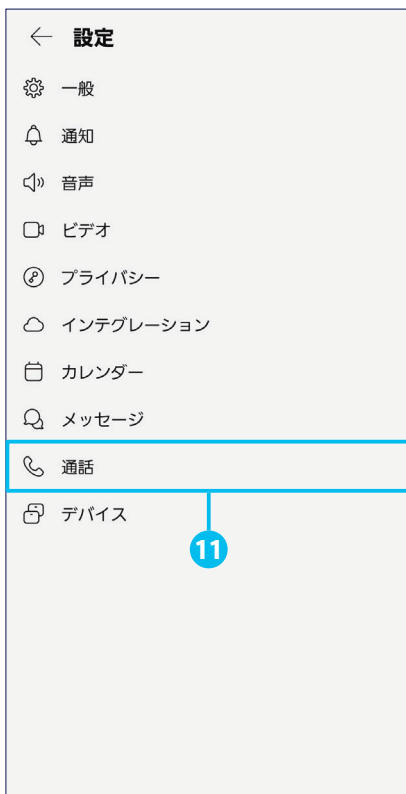 設定
一般
通知
音声
ビデオ
プライバシー
インテグレーション
カレンダー
メッセージ
通話
デバイス
11